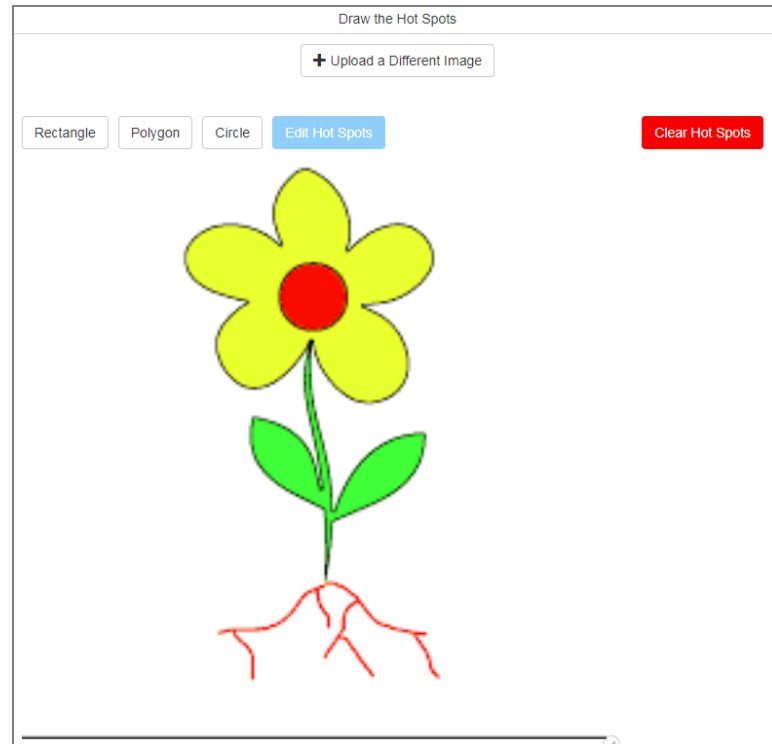 Draw the Hot Spots
Upload a Different Image
Rectangle Polygon Circle Edit Hot Spots Clear Hot Spots